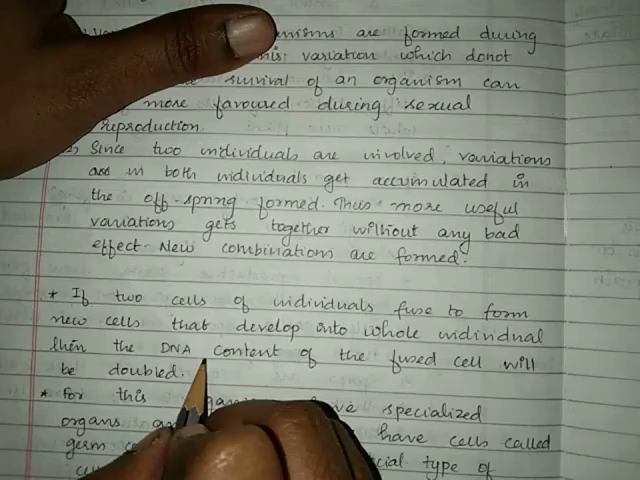 anisms are formed during
this variation which donot
survival of an organism can
more favoured during sexual
reproduction.
2) Since two individuals are involved, variations
in both individuals get accumulated in
the off-spring formed. Thus more useful
variations gets together without any bad
effect. New combinations are formed.
* If two cells of individuals fuse to form
new cells that develop into whole individual
then the DNA content of the fused cell will
be doubled.
* For this specialized
organs have cells called
germ cial type of